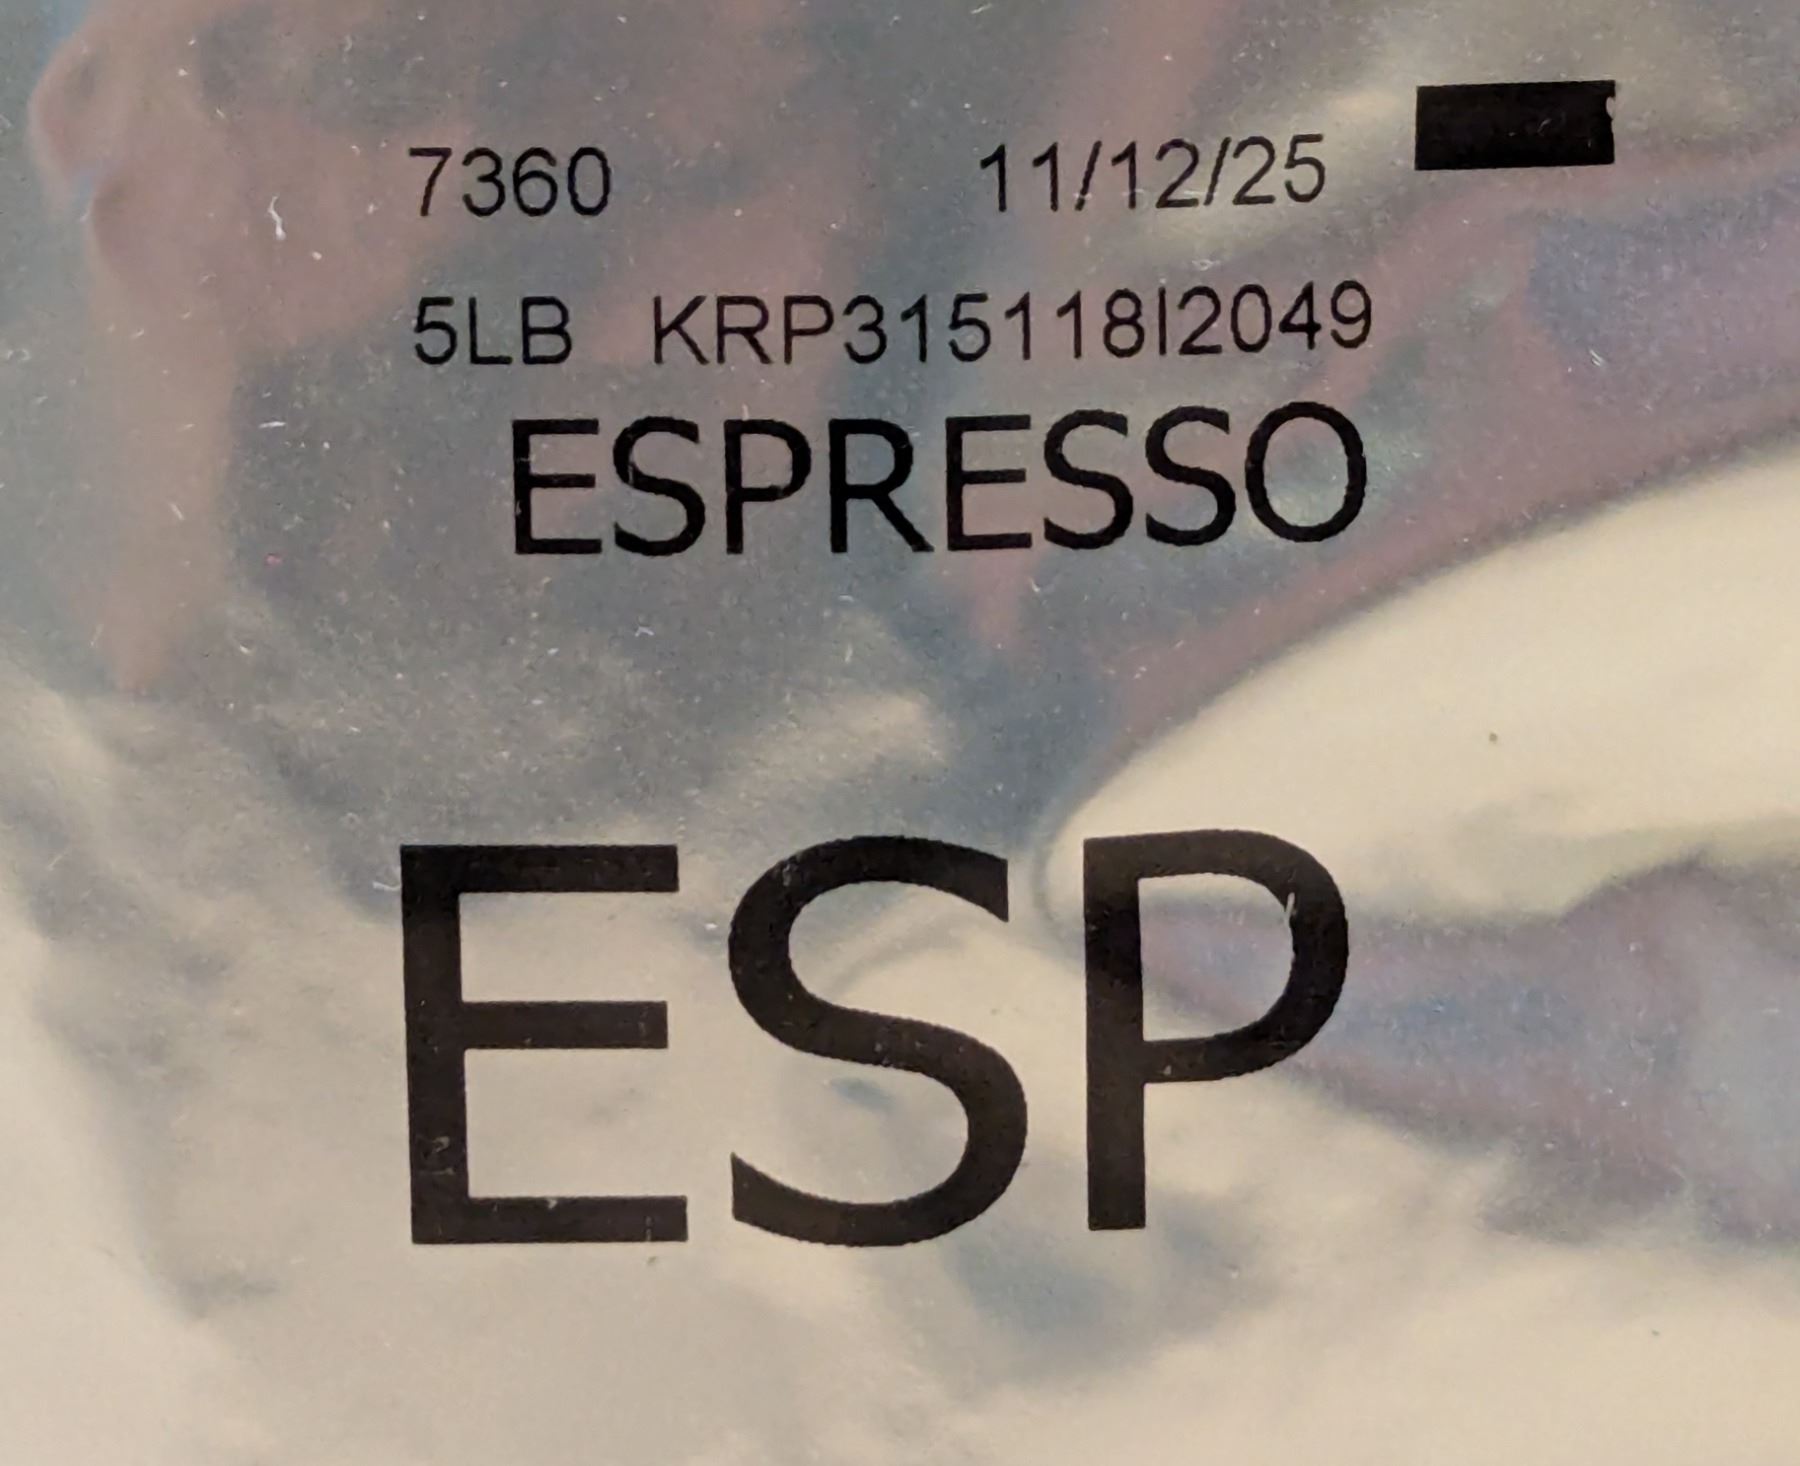 7360 11/12/25
5LB KRP315118I2049
ESPRESSO
ESP